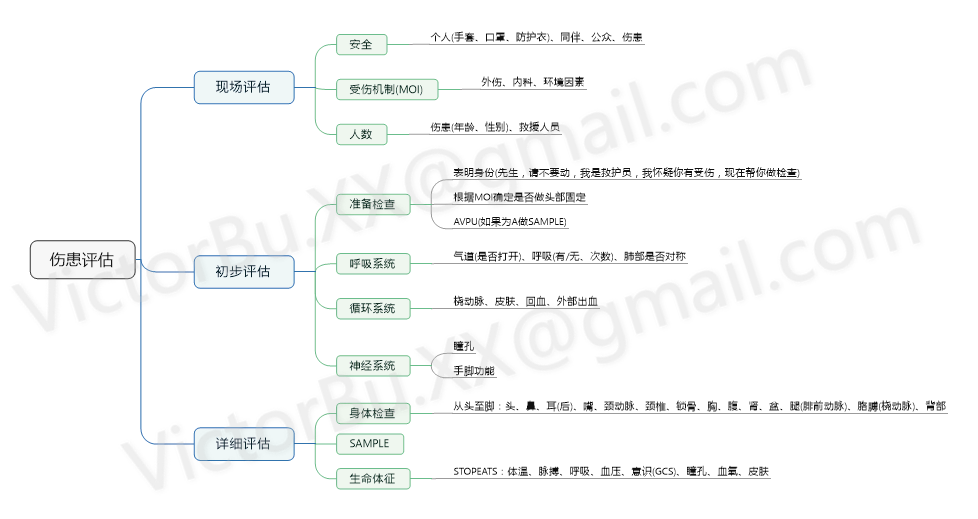 伤患评估
现场评估
安全
个人(手套、口罩、防护衣)、同伴、公众、伤患
受伤机制(MOI)
外伤、内科、环境因素
人数
伤患(年龄、性别)、救援人员
初步评估
准备检查
表明身份(先生，请不要动，我是救护员，我怀疑你有受伤，现在帮你做检查)
根据MOI确定是否做头部固定
AVPU(如果为A做SAMPLE)
呼吸系统
气道(是否打开)、呼吸(有/无、次数)、肺部是否对称
循环系统
桡动脉、皮肤、回血、外部出血
神经系统
瞳孔
手脚功能
详细评估
身体检查
从头至脚：头、鼻、耳(后)、嘴、颈动脉、颈椎、锁骨、胸、腹、肾、盆、腿(胫前动脉)、胳膊(桡动脉)、背部
SAMPLE
生命体征
STOPEATS：体温、脉搏、呼吸、血压、意识(GCS)、瞳孔、血氧、皮肤
VictorBu.XX@gmail.com
VictorBu.XX@gmail.com